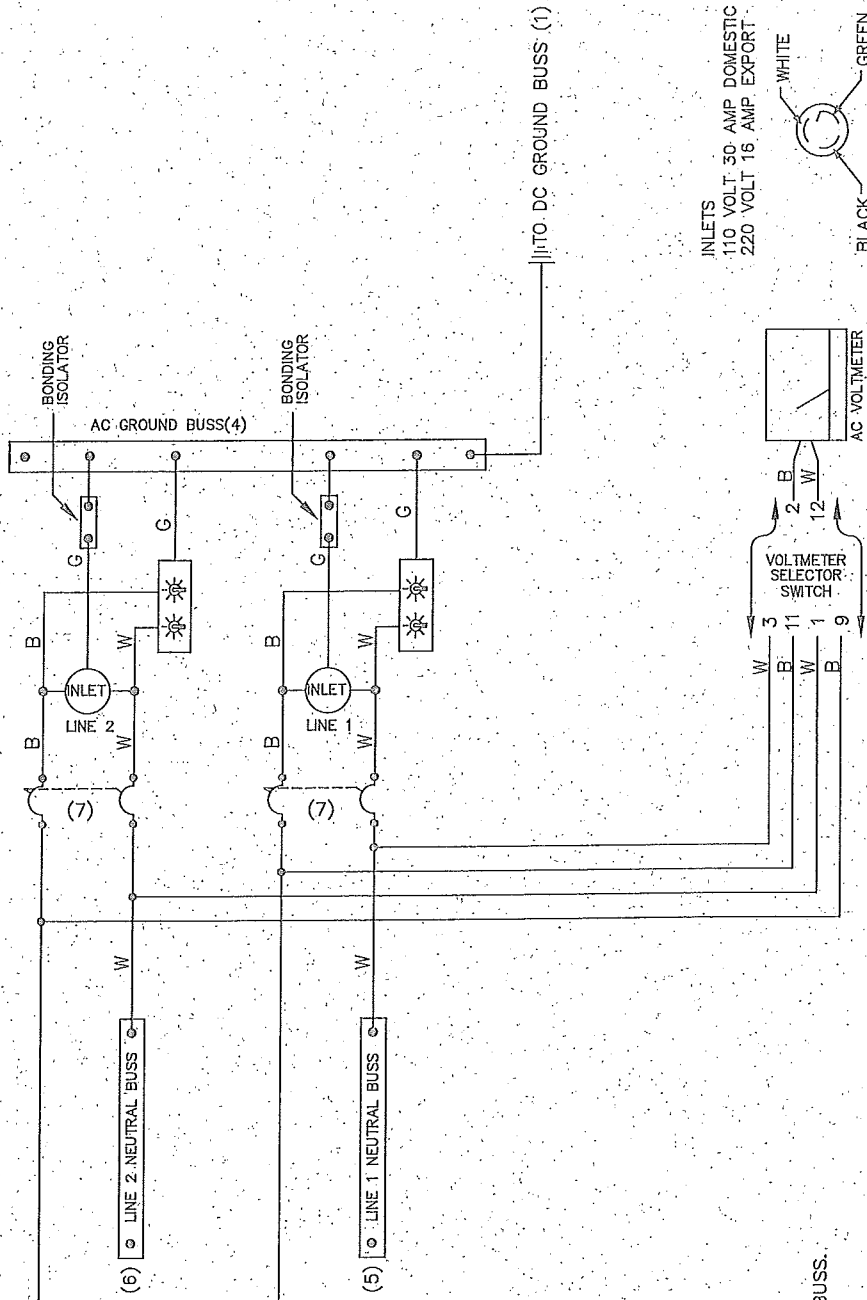 BONDING
ISOLATOR
AC GROUND BUSS(4)
G
G
B
B
INLET
LINE 2
W
W
(7)
W
LINE 2 NEUTRAL BUSS
(6)
BONDING
ISOLATOR
G
G
B
B
INLET
LINE 1
W
W
(7)
W
LINE 1 NEUTRAL BUSS
(5)
TO DC GROUND BUSS (1)
INLETS
110 VOLT 30 AMP DOMESTIC
220 VOLT 16 AMP EXPORT
WHITE
BLACK
GREEN
AC VOLTMETER
B
W
2
12
VOLTMETER
SELECTOR
SWITCH
W 3
B 11
W 1
B 9
BUSS.